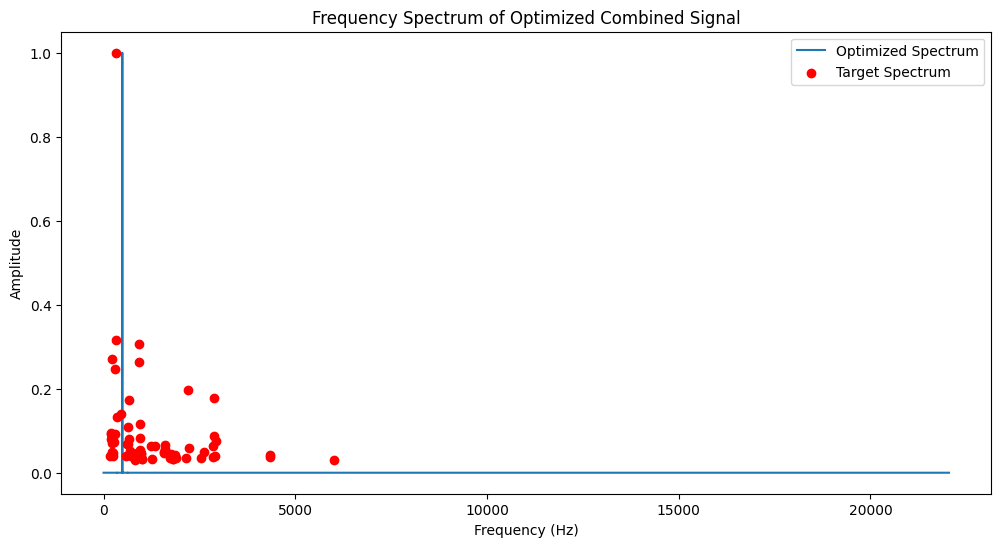 Frequency Spectrum of Optimized Combined Signal
Optimized Spectrum
Target Spectrum
1.0
0.8
0.6
0.4
0.2
0.0
Amplitude
0
5000
10000
15000
20000
Frequency (Hz)